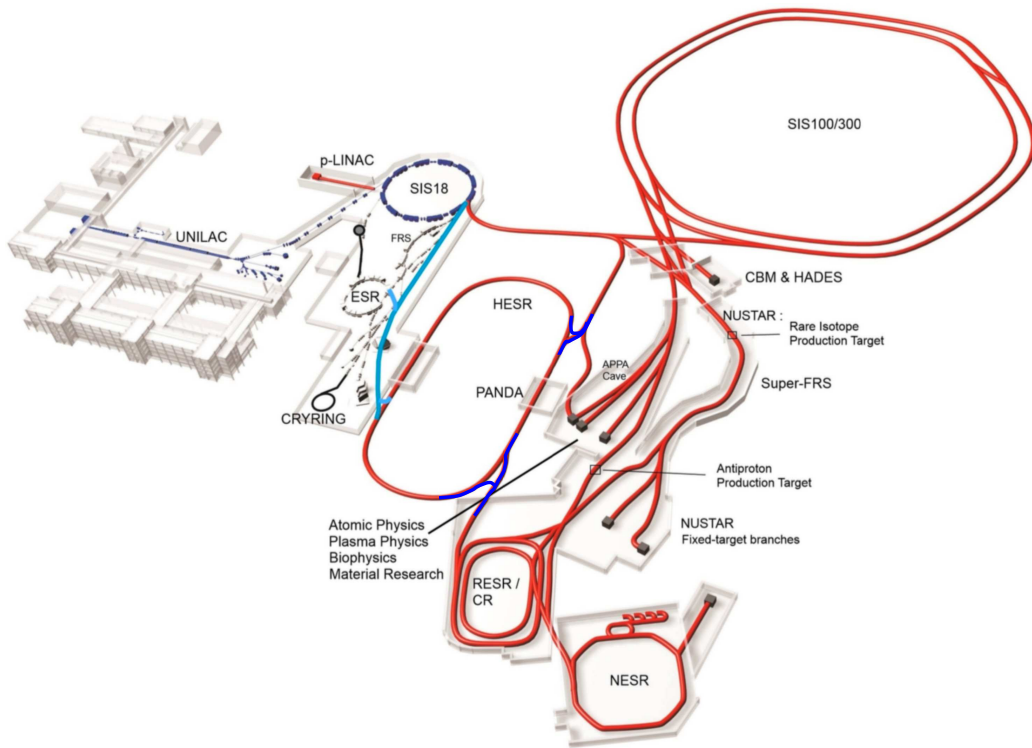 SIS100/300
p-LINAC
SIS18
UNILAC
FRS
CBM & HADES
ESR
HESR
NUSTAR :
Rare Isotope
Production Target
APPA
Cave
Super-FRS
PANDA
CRYRING
Antiproton
Production Target
Atomic Physics
Plasma Physics
Biophysics
Material Research
NUSTAR
Fixed-target branches
RESR /
CR
NESR